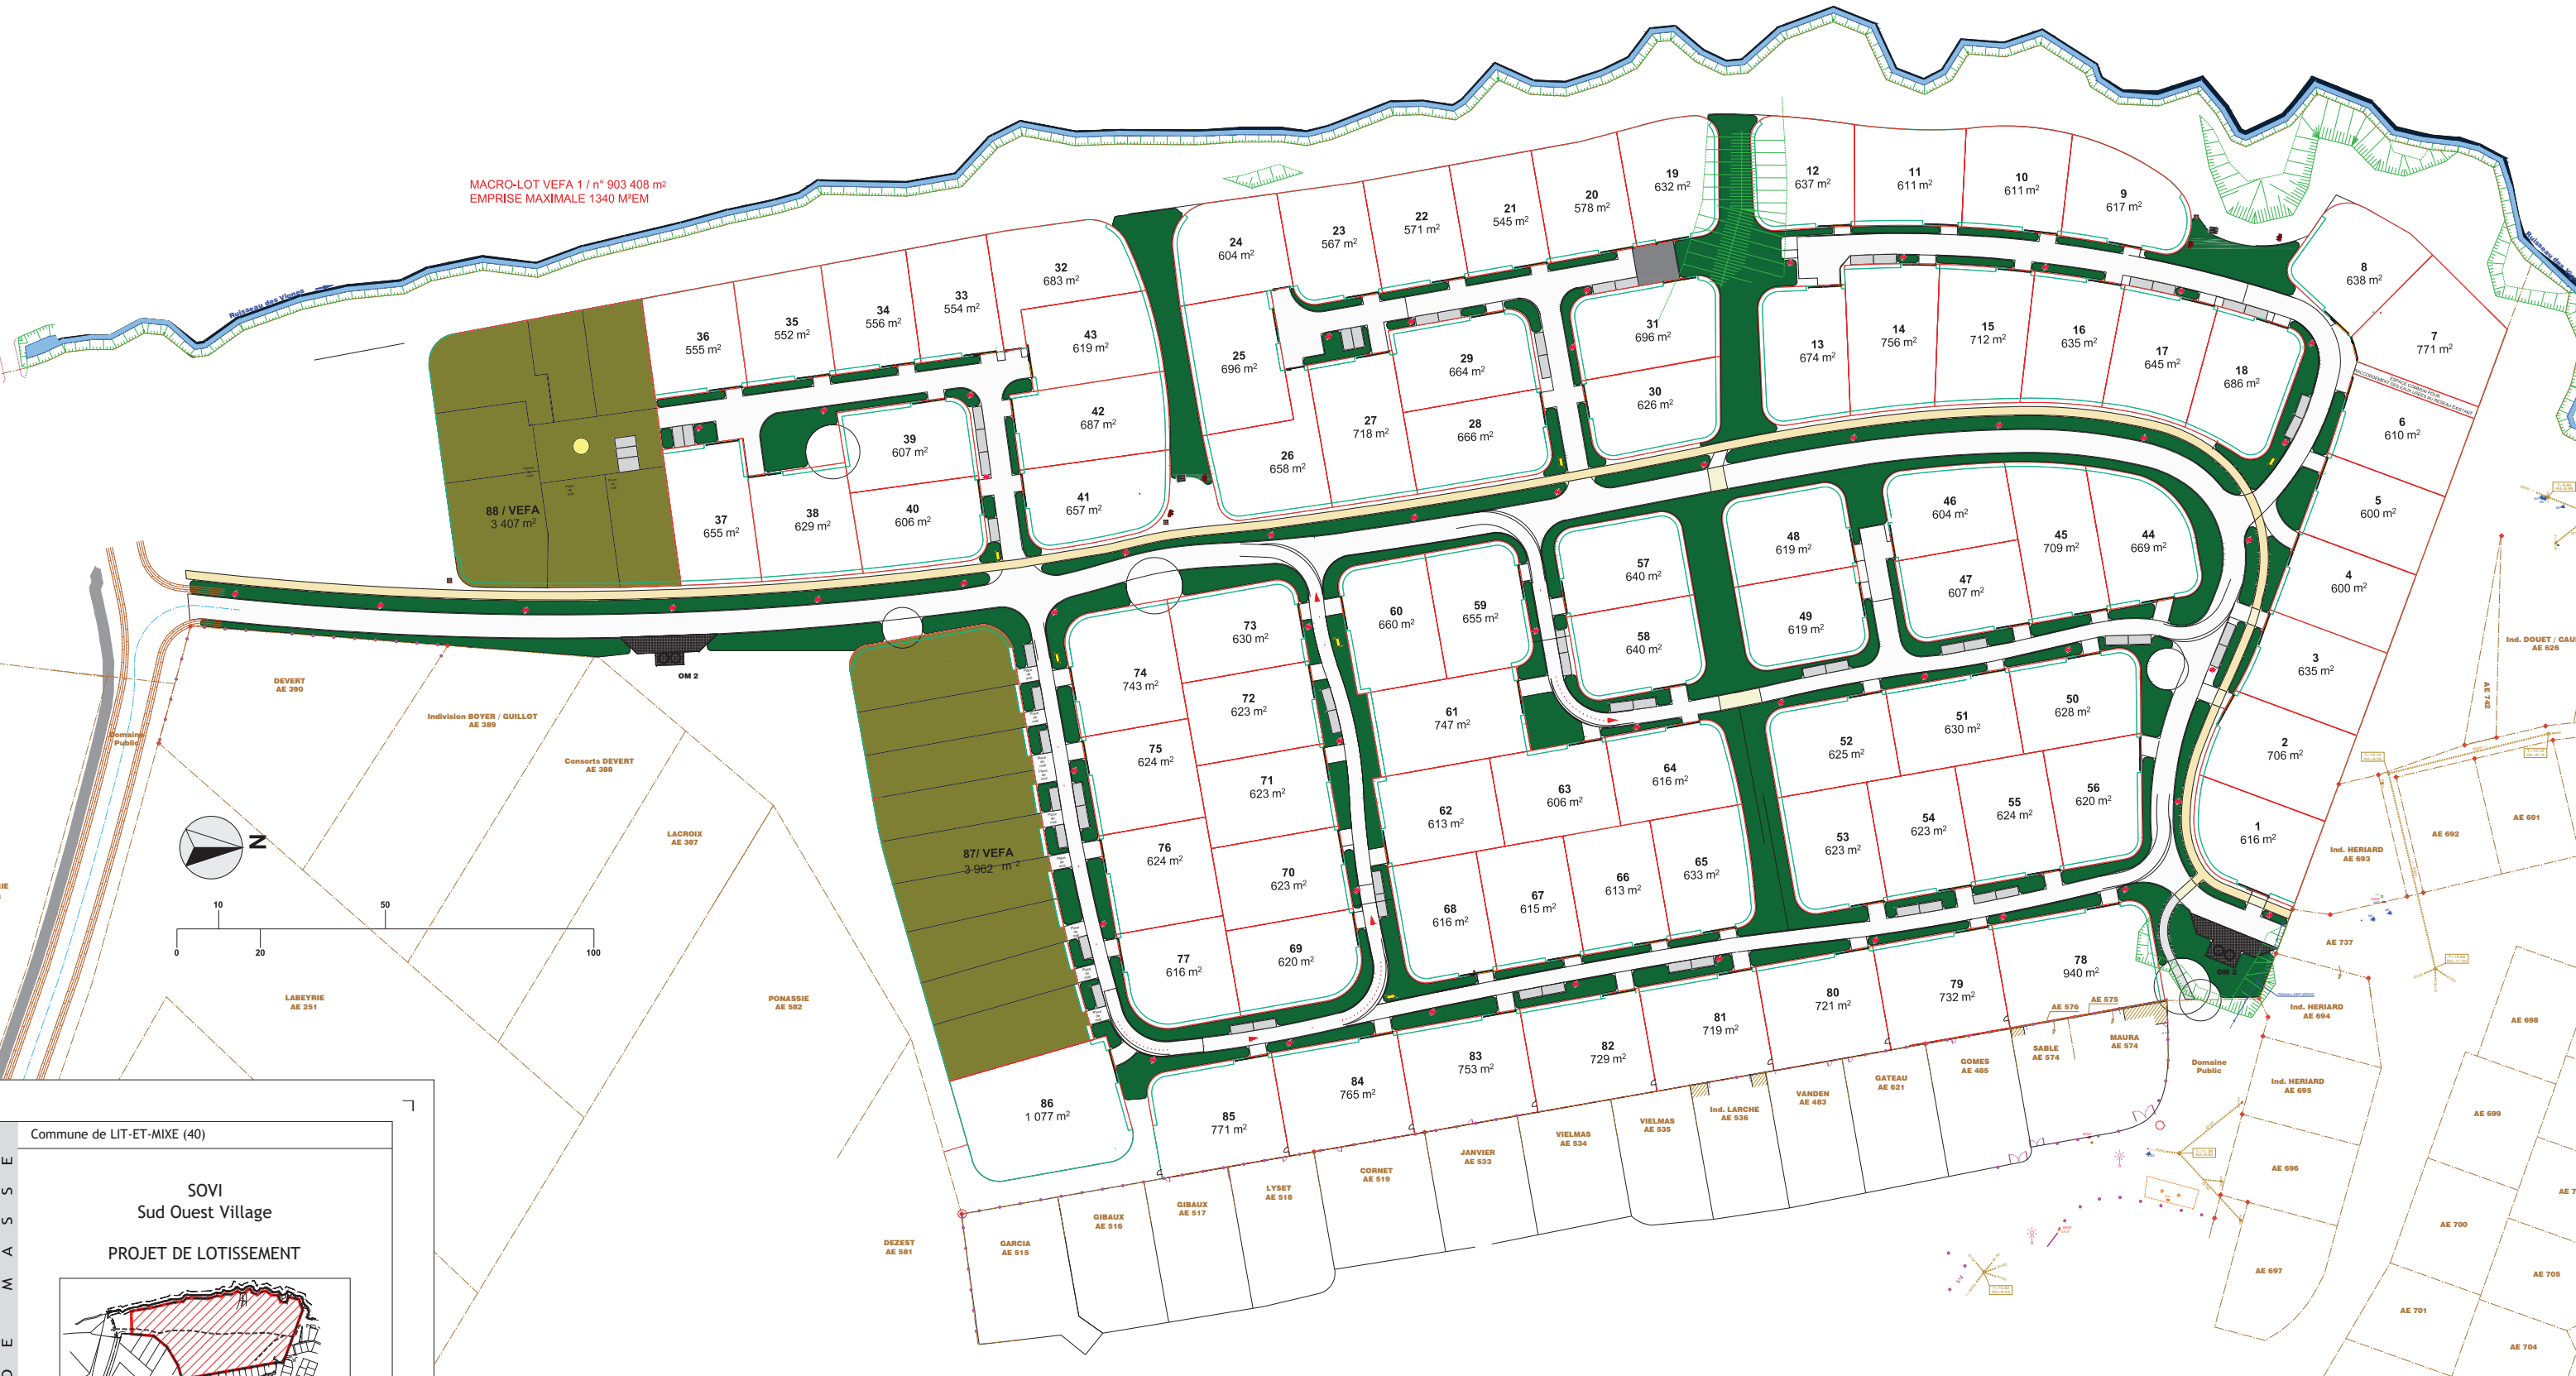 MACRO-LOT VEFA 1 / n° 903 408 m²
EMPRISE MAXIMALE 1340 M²EM
Ruisseau des Vignes
12
637 m²
11
611 m²
10
611 m²
9
617 m²
19
632 m²
20
578 m²
21
545 m²
22
571 m²
23
567 m²
24
604 m²
32
683 m²
33
554 m²
34
556 m²
35
552 m²
36
555 m²
43
619 m²
25
696 m²
29
664 m²
31
696 m²
13
674 m²
14
756 m²
15
712 m²
16
635 m²
17
645 m²
18
686 m²
8
638 m²
7
771 m²
ESPACE COMMUN POUR
RACCORDEMENT DES EAUX USEES AU RESEAU EXISTANT
42
687 m²
39
607 m²
27
718 m²
28
666 m²
30
626 m²
6
610 m²
26
658 m²
88 / VEFA
3 407 m²
37
655 m²
38
629 m²
40
606 m²
41
657 m²
5
600 m²
48
619 m²
46
604 m²
45
709 m²
44
669 m²
57
640 m²
47
607 m²
4
600 m²
60
660 m²
59
655 m²
73
630 m²
58
640 m²
49
619 m²
3
635 m²
Ind. DOUET / CAU
AE 626
AE 742
OM 2
DEVERT
AE 390
Indivision BOYER / GUILLOT
AE 389
Domaine
Public
Consorts DEVERT
AE 388
74
743 m²
72
623 m²
61
747 m²
52
625 m²
51
630 m²
50
628 m²
2
706 m²
75
624 m²
71
623 m²
62
613 m²
63
606 m²
64
616 m²
53
623 m²
54
623 m²
55
624 m²
56
620 m²
1
616 m²
AE 692
AE 691
Ind. HERIARD
AE 693
LACROIX
AE 387
N
87/ VEFA
3 962 m²
76
624 m²
70
623 m²
68
616 m²
67
615 m²
66
613 m²
65
633 m²
10
50
0
20
100
77
616 m²
69
620 m²
78
940 m²
79
732 m²
80
721 m²
81
719 m²
82
729 m²
83
753 m²
84
765 m²
85
771 m²
86
1 077 m²
AE 737
OM 2
Ind. HERIARD
AE 694
AE 698
LABEYRIE
AE 251
PONASSIE
AE 582
AE 576
AE 575
MAURA
AE 574
SABLE
AE 574
GOMES
AE 485
GATEAU
AE 621
VANDEN
AE 483
Ind. LARCHE
AE 536
VIELMAS
AE 535
VIELMAS
AE 534
JANVIER
AE 533
CORNET
AE 519
LYSET
AE 518
GIBAUX
AE 517
GIBAUX
AE 516
GARCIA
AE 515
DEZEST
AE 581
Domaine
Public
Ind. HERIARD
AE 695
AE 699
AE 696
AE 700
AE 697
AE 705
AE 701
AE 704
Commune de LIT-ET-MIXE (40)
SOVI
Sud Ouest Village
PROJET DE LOTISSEMENT
E MASSE